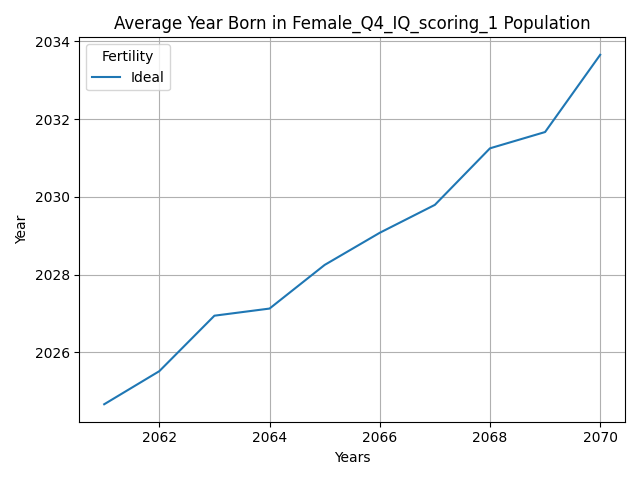 Average Year Born in Female_Q4_IQ_scoring_1 Population
Fertility
Ideal
Year
2034
2032
2030
2028
2026
2062 2064 2066 2068 2070
Years